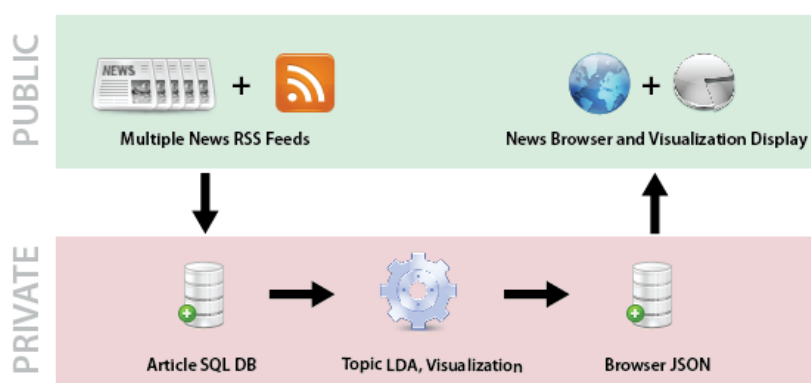 PUBLIC
NEWS
Multiple News RSS Feeds
News Browser and Visualization Display
PRIVATE
Article SQL DB
Topic LDA, Visualization
Browser JSON